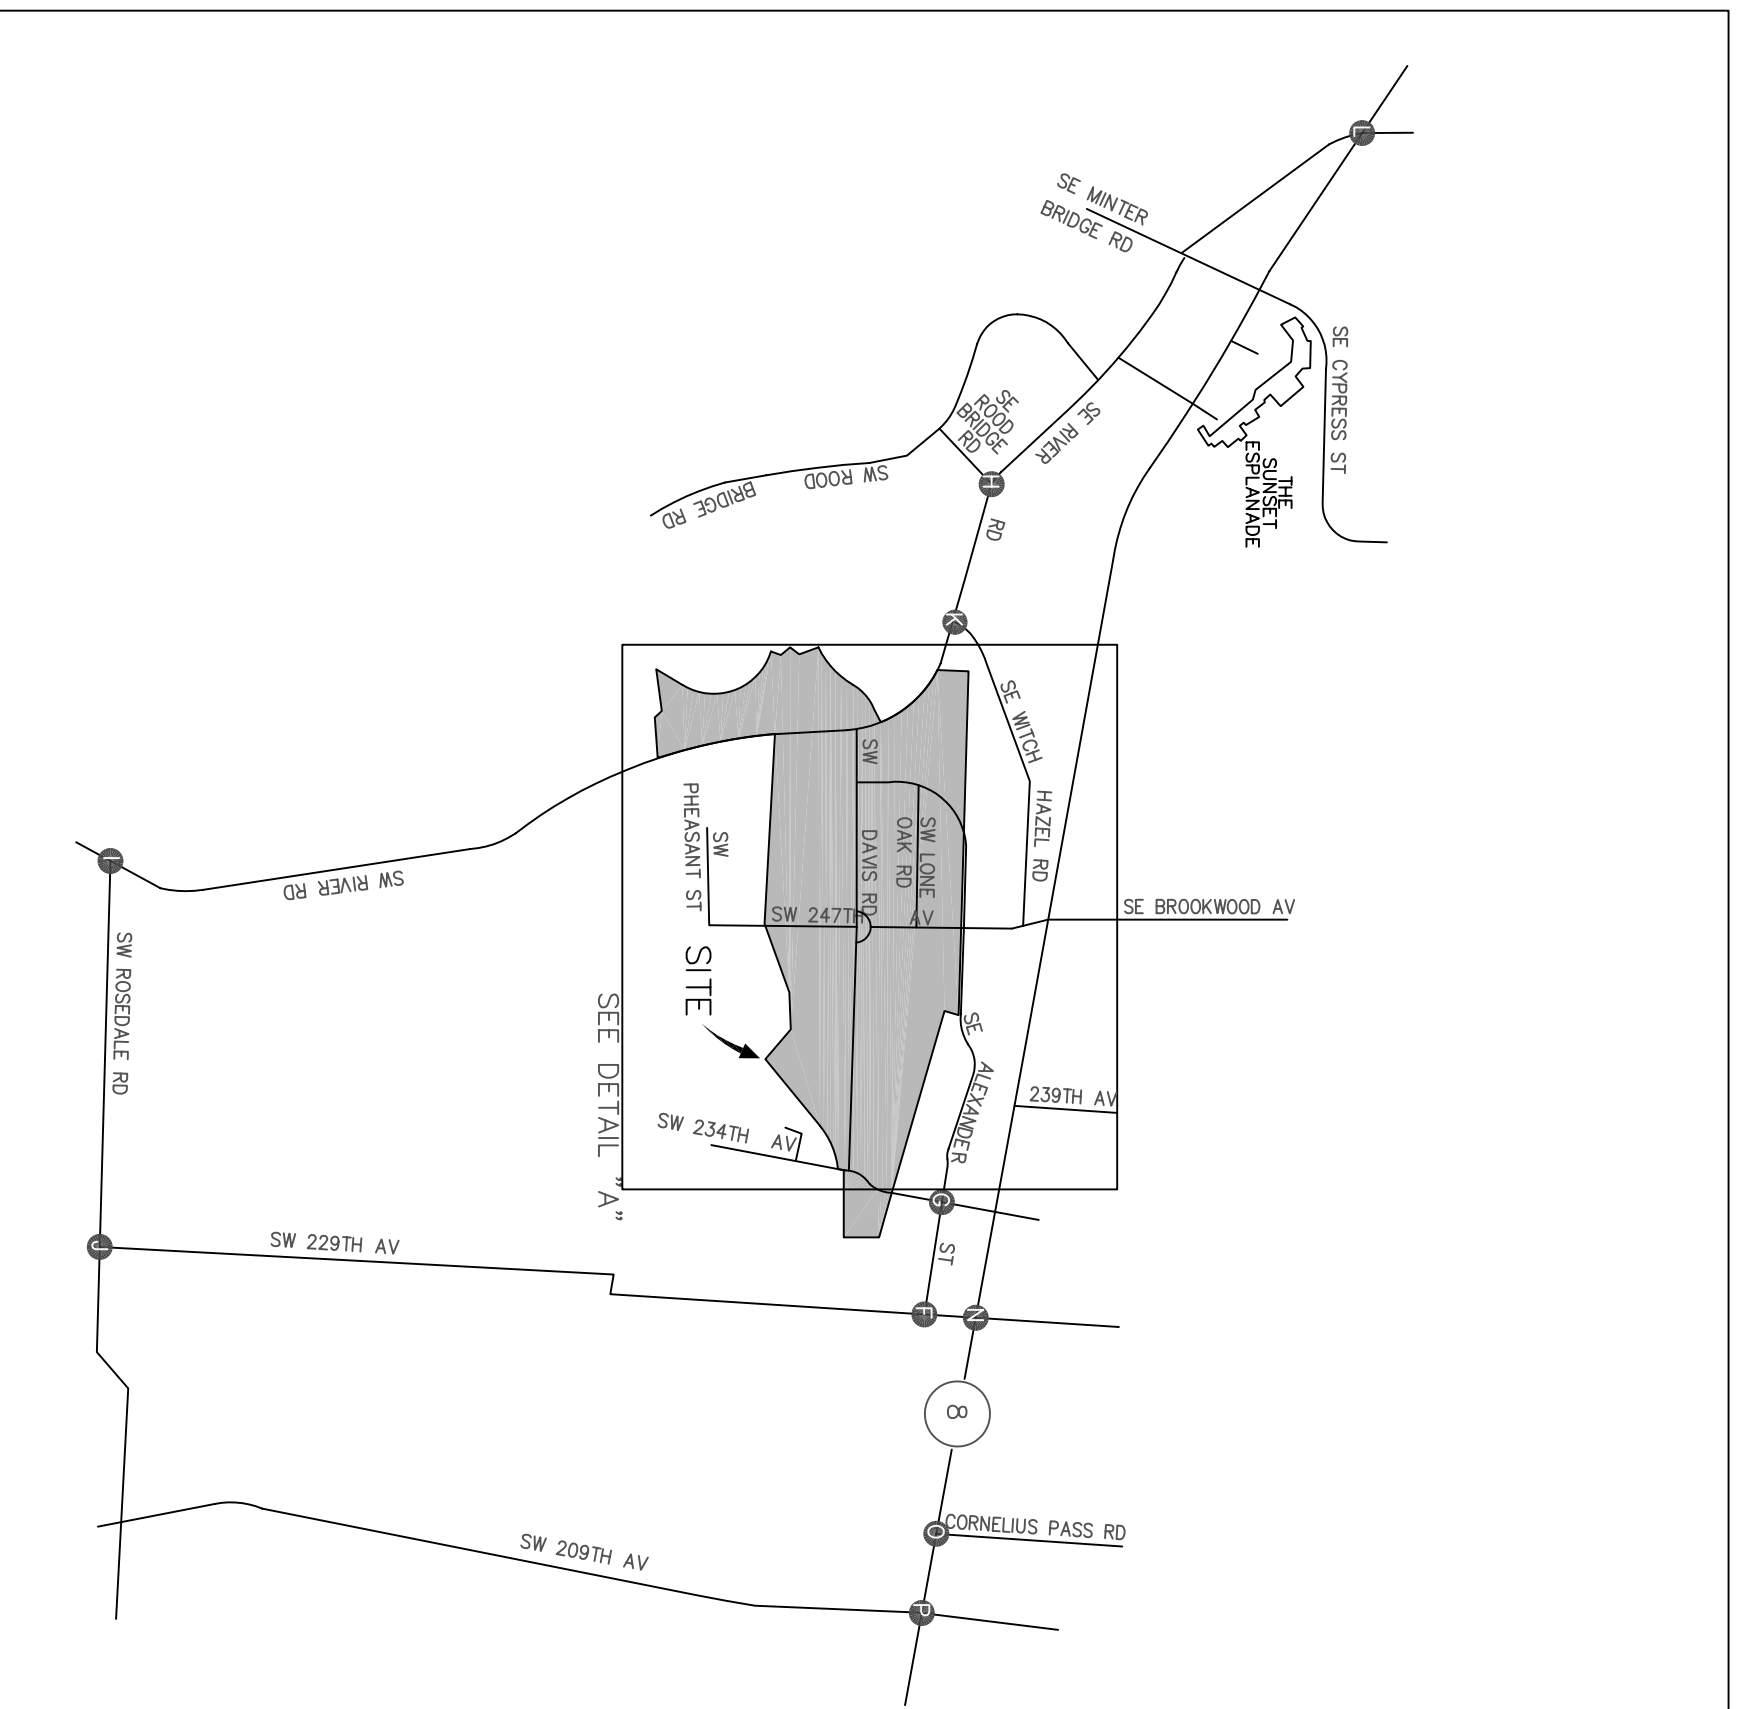 L
SE MINTER
BRIDGE RD
SE CYPRESS ST
THE
SUNSET
ESPLANADE
SE
ROOD
BRIDGE
RD
SE RIVER
SW ROOD
BRIDGE RD
H
RD
K
SE WITCH
HAZEL RD
SW
DAVIS RD
SW LONE
OAK RD
SW
PHEASANT ST
SW 247TH AV
SE BROOKWOOD AV
I
SW RIVER RD
SW ROSEDALE RD
SITE
SEE DETAIL "A"
SE
ALEXANDER
239TH AV
SW 234TH AV
G
ST
J
SW 229TH AV
F
N
8
O
CORNELIUS PASS RD
SW 209TH AV
P